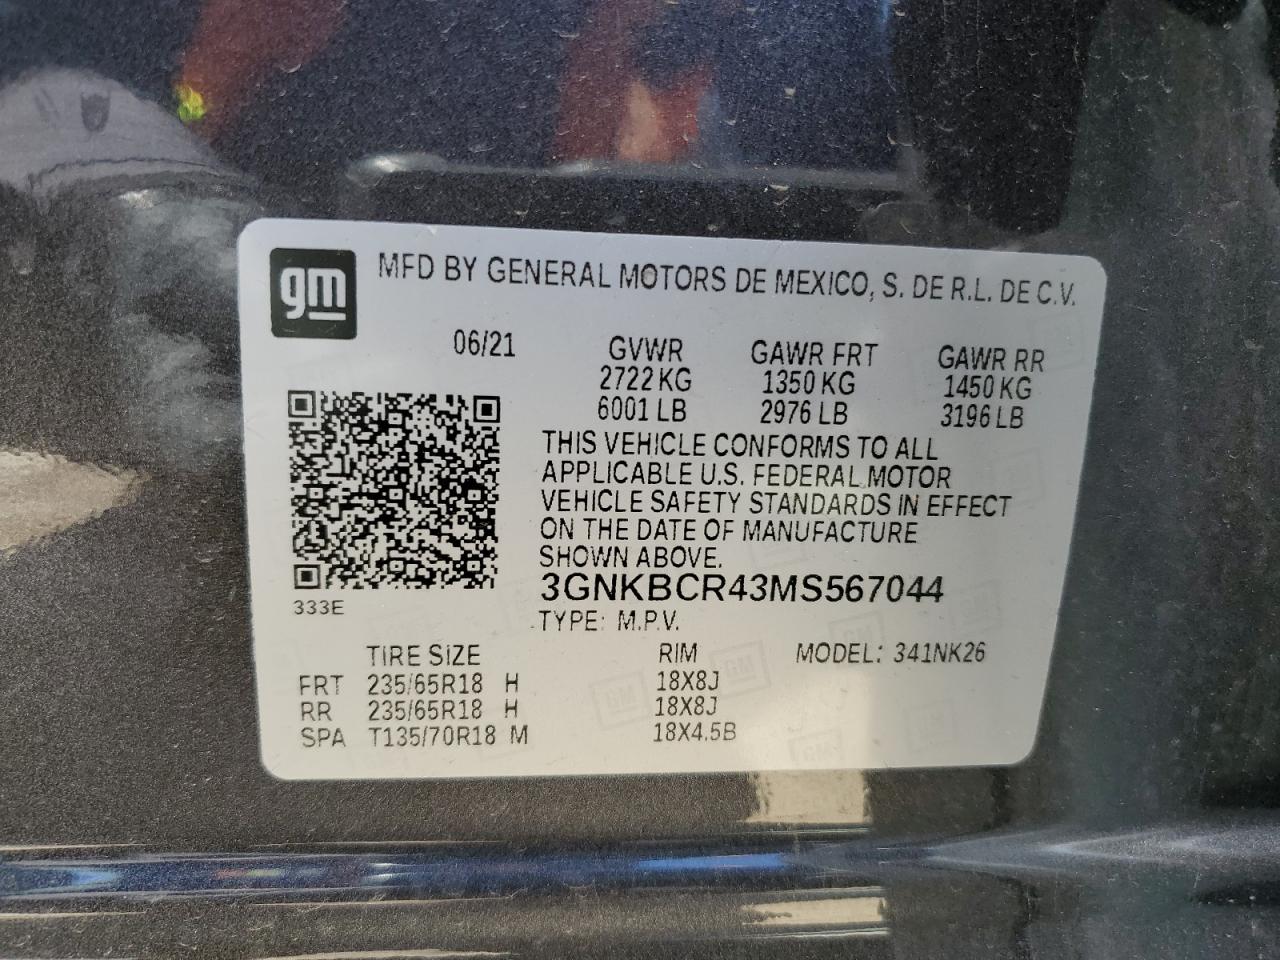 gm
MFD BY GENERAL MOTORS DE MEXICO, S. DE R.L. DE C.V.
06/21 GVWR GAWR FRT GAWR RR
2722 KG 1350 KG 1450 KG
6001 LB 2976 LB 3196 LB
THIS VEHICLE CONFORMS TO ALL
APPLICABLE U.S. FEDERAL MOTOR
VEHICLE SAFETY STANDARDS IN EFFECT
ON THE DATE OF MANUFACTURE
SHOWN ABOVE.
3GNKBCR43MS567044
333E
TYPE: M.P.V.
TIRE SIZE RIM MODEL: 341NK26
FRT 235/65R18 H 18X8J
RR 235/65R18 H 18X8J
SPA T135/70R18 M 18X4.5B